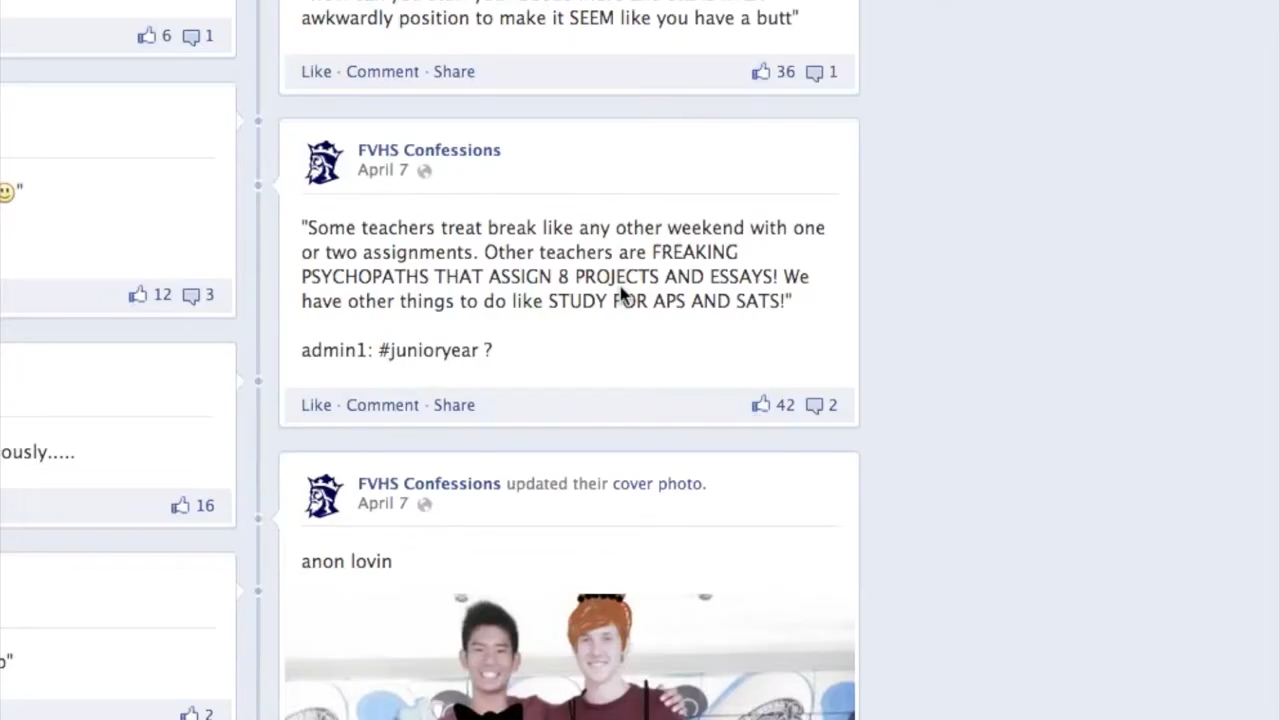 awkwardly position to make it SEEM like you have a butt"
6 1
Like · Comment · Share 36 1
FVHS Confessions
April 7
"
"Some teachers treat break like any other weekend with one
or two assignments. Other teachers are FREAKING
PSYCHOPATHS THAT ASSIGN 8 PROJECTS AND ESSAYS! We
have other things to do like STUDY FOR APS AND SATS!"
12 3
admin1: #junioryear ?
Like · Comment · Share 42 2
ously.....
16
FVHS Confessions updated their cover photo.
April 7
anon lovin
2